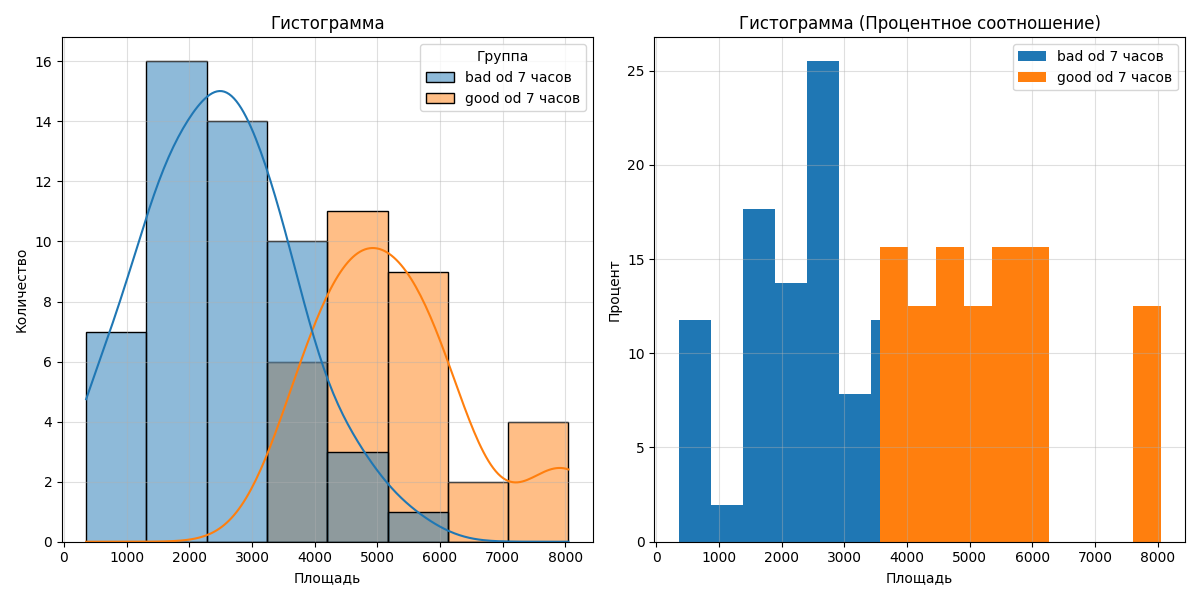 Гистограмма
Группа
bad od 7 часов
good od 7 часов
Количество
16
14
12
10
8
6
4
2
0
0 1000 2000 3000 4000 5000 6000 7000 8000
Площадь
Гистограмма (Процентное соотношение)
bad od 7 часов
good od 7 часов
Процент
25
20
15
10
5
0
0 1000 2000 3000 4000 5000 6000 7000 8000
Площадь